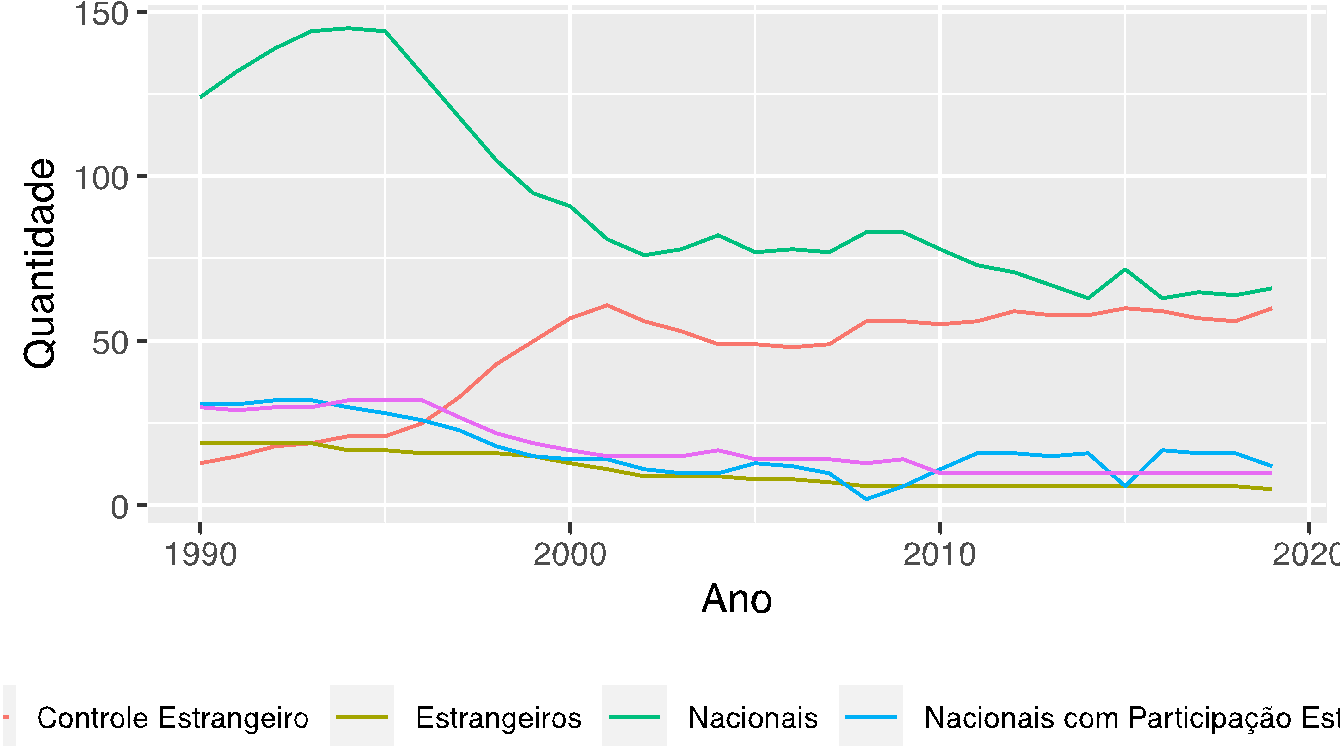 150
100
50
0
Quantidade
1990 2000 2010 2020
Ano
Controle Estrangeiro Estrangeiros Nacionais Nacionais com Participação Est